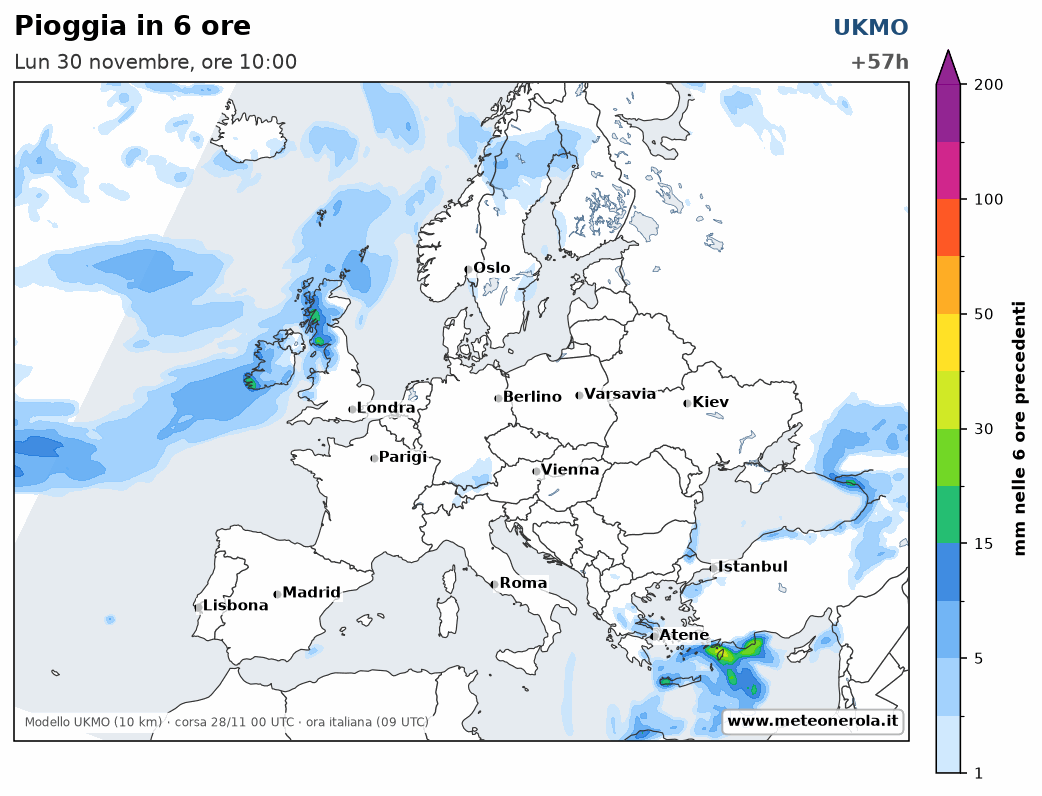 Pioggia in 6 ore
UKMO
Lun 30 novembre, ore 10:00
+57h
200
100
50
30
15
5
1
mm nelle 6 ore precedenti
Oslo
Berlino
Varsavia
Kiev
Londra
Parigi
Vienna
Istanbul
Roma
Madrid
Lisbona
Atene
Modello UKMO (10 km) · corsa 28/11 00 UTC · ora italiana (09 UTC)
www.meteonerola.it